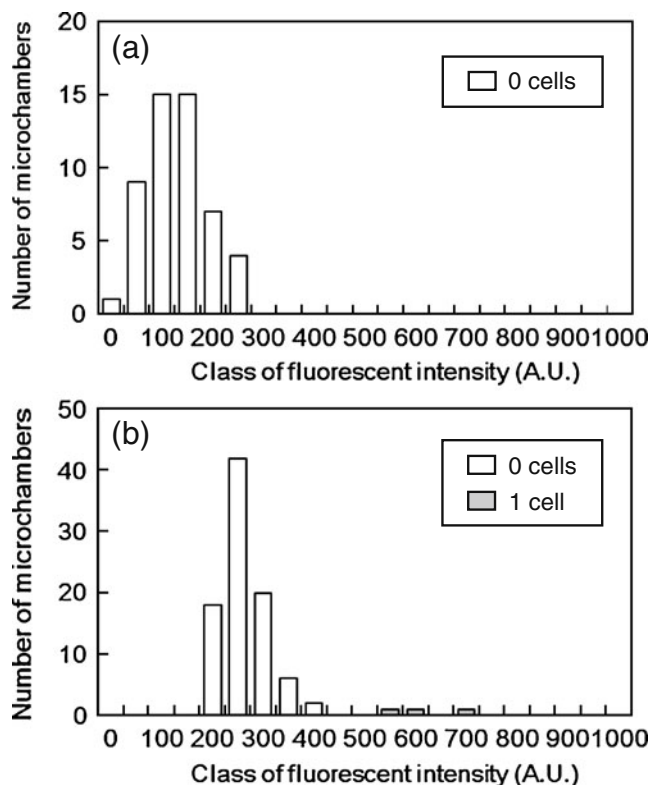 (a)
0 cells
Number of microchambers
20
15
10
5
0
0 100 200 300 400 500 600 700 800 9001000
Class of fluorescent intensity (A.U.)
(b)
0 cells
1 cell
Number of microchambers
50
40
30
20
10
0
0 100 200 300 400 500 600 700 800 9001000
Class of fluorescent intensity (A.U.)